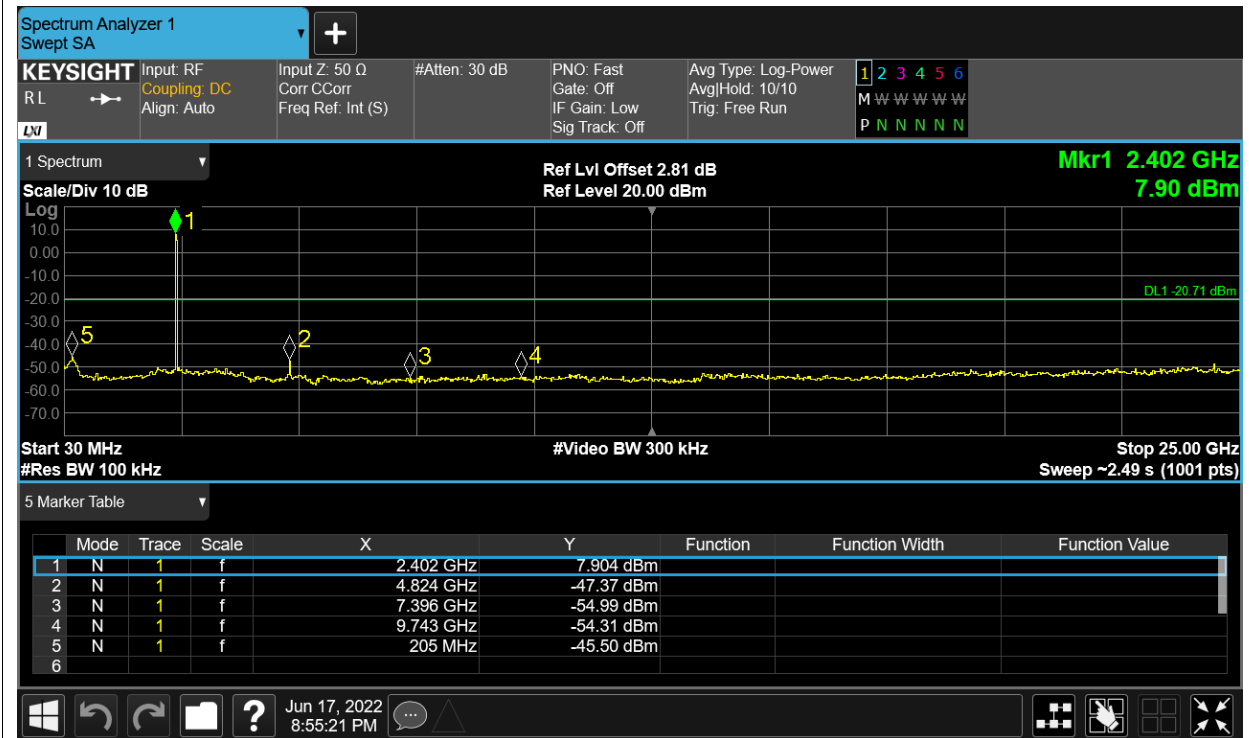 Spectrum Analyzer 1
Swept SA
+
KEYSIGHT
R L
LXI
Input: RF
Coupling: DC
Align: Auto
Input Z: 50 Ω
Corr CCorr
Freq Ref: Int (S)
#Atten: 30 dB
PNO: Fast
Gate: Off
IF Gain: Low
Sig Track: Off
Avg Type: Log-Power
Avg|Hold: 10/10
Trig: Free Run
1 2 3 4 5 6
M W W W W W
P N N N N N
1 Spectrum
Scale/Div 10 dB
Ref Lvl Offset 2.81 dB
Ref Level 20.00 dBm
Mkr1 2.402 GHz
7.90 dBm
Log
10.0
0.00
-10.0
-20.0
-30.0
-40.0
-50.0
-60.0
-70.0
1
DL1 -20.71 dBm
5
2
3
4
Start 30 MHz
#Res BW 100 kHz
#Video BW 300 kHz
Stop 25.00 GHz
Sweep ~2.49 s (1001 pts)
5 Marker Table
Mode Trace Scale X Y Function Function Width Function Value
1 N 1 f 2.402 GHz 7.904 dBm
2 N 1 f 4.824 GHz -47.37 dBm
3 N 1 f 7.396 GHz -54.99 dBm
4 N 1 f 9.743 GHz -54.31 dBm
5 N 1 f 205 MHz -45.50 dBm
6
?
Jun 17, 2022
8:55:21 PM